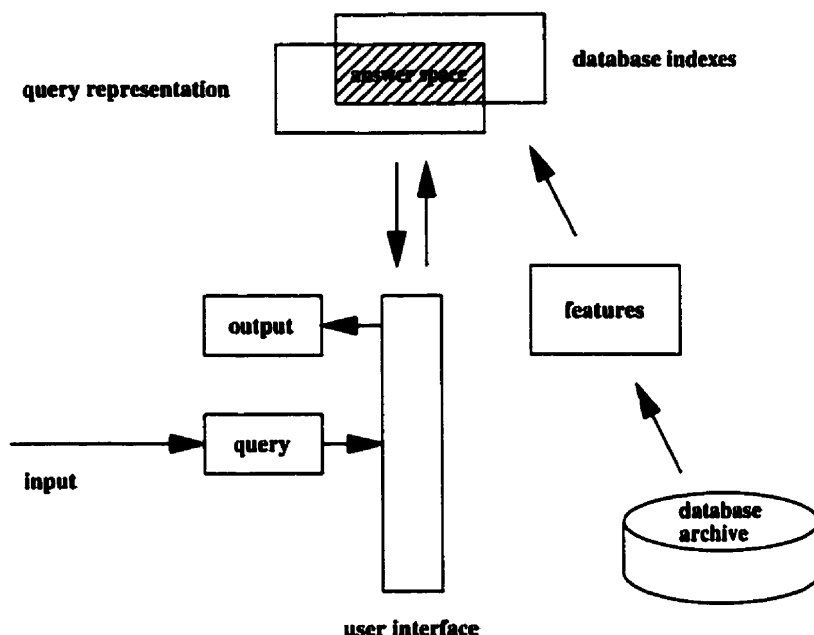 answer space
database indexes
query representation
output
features
query
input
database
archive
user interface